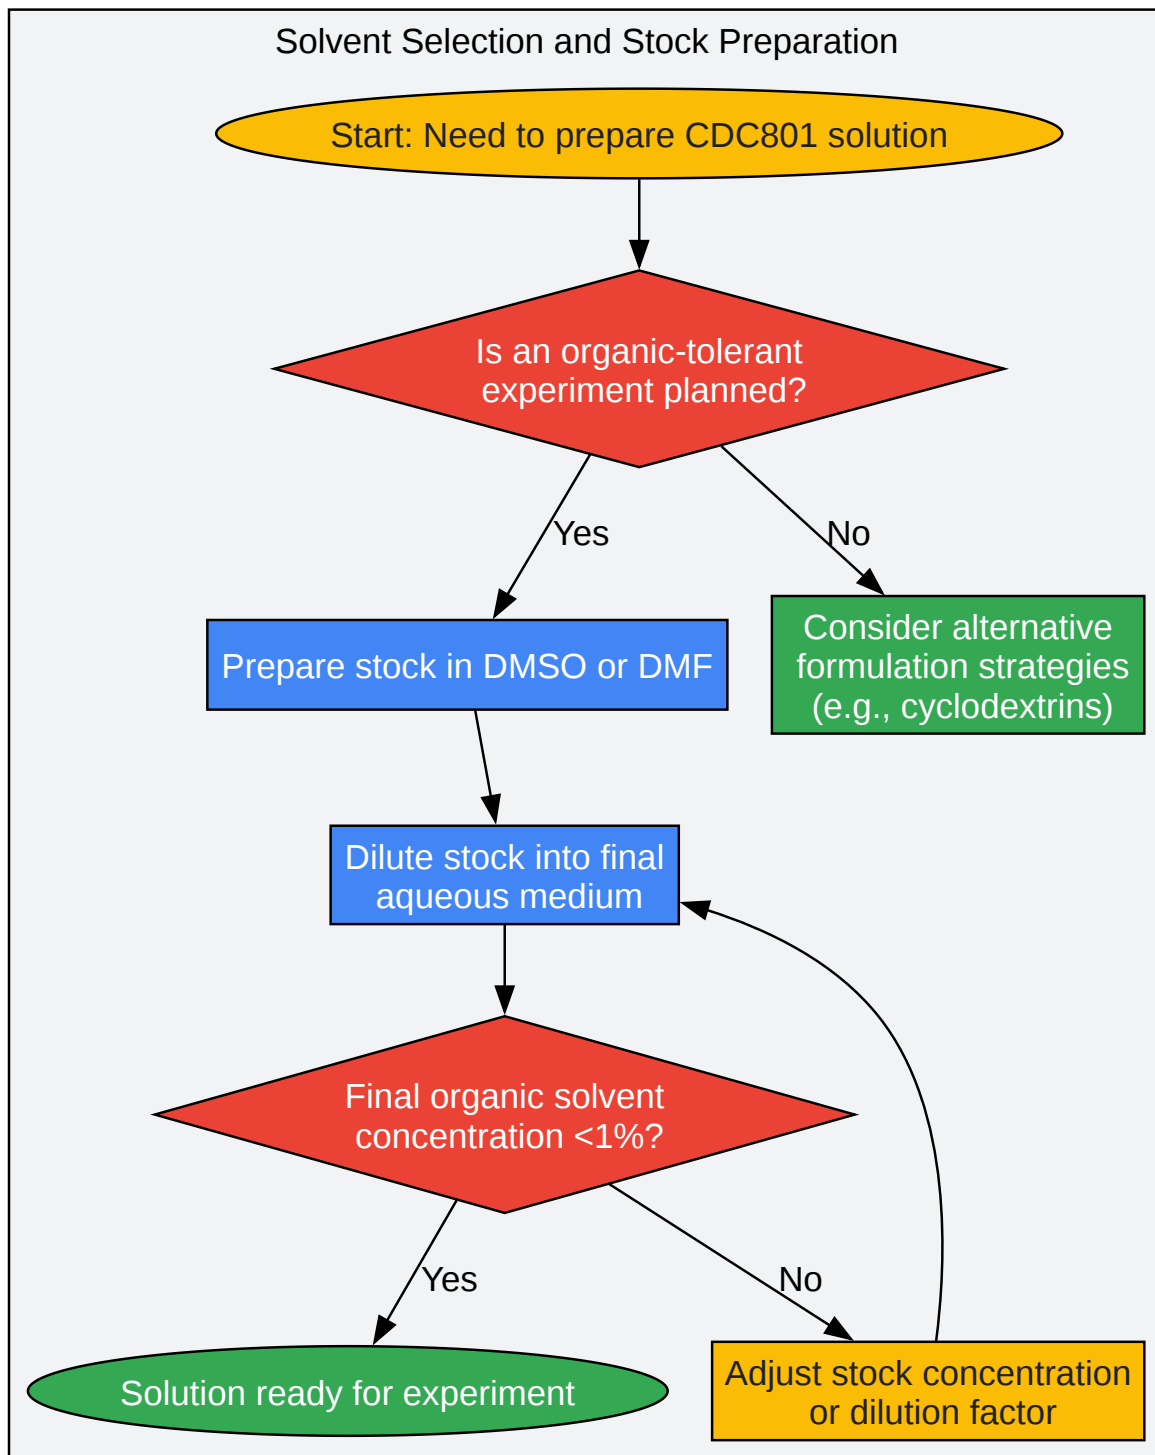 Solvent Selection and Stock Preparation
Start: Need to prepare CDC801 solution
Is an organic-tolerant
experiment planned?
Yes
No
Prepare stock in DMSO or DMF
Consider alternative
formulation strategies
(e.g., cyclodextrins)
Dilute stock into final
aqueous medium
Final organic solvent
concentration <1%?
Yes
No
Solution ready for experiment
Adjust stock concentration
or dilution factor